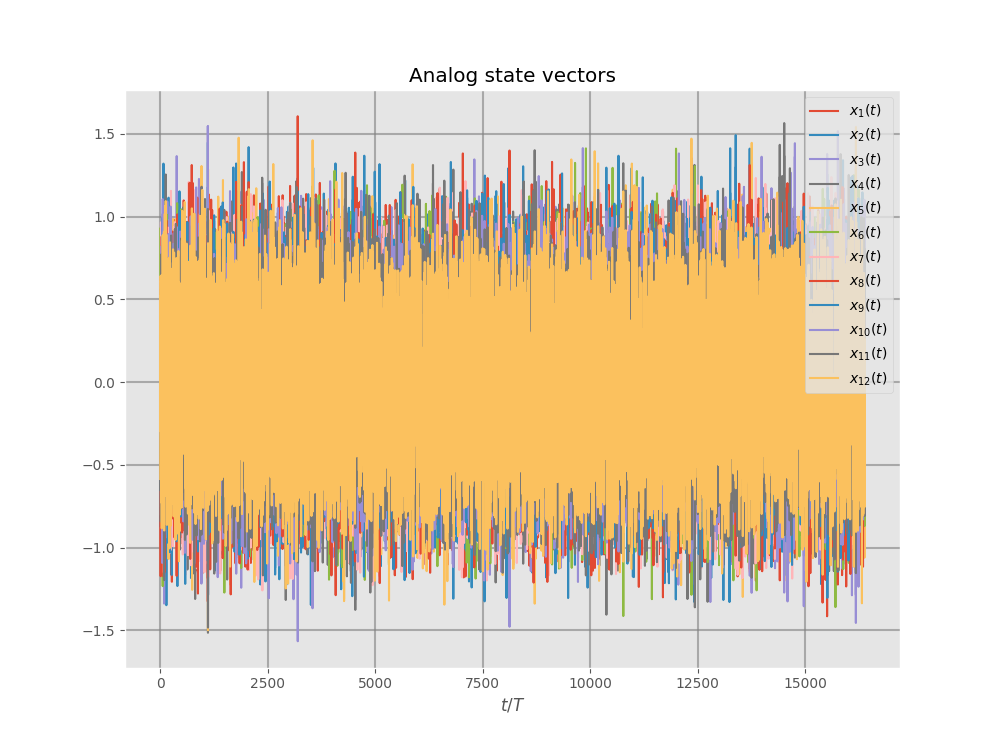 Analog state vectors
1.5
1.0
0.5
0.0
−0.5
−1.0
−1.5
0 2500 5000 7500 10000 12500 15000
t/T
x₁(t)
x₂(t)
x₃(t)
x₄(t)
x₅(t)
x₆(t)
x₇(t)
x₈(t)
x₉(t)
x₁₀(t)
x₁₁(t)
x₁₂(t)